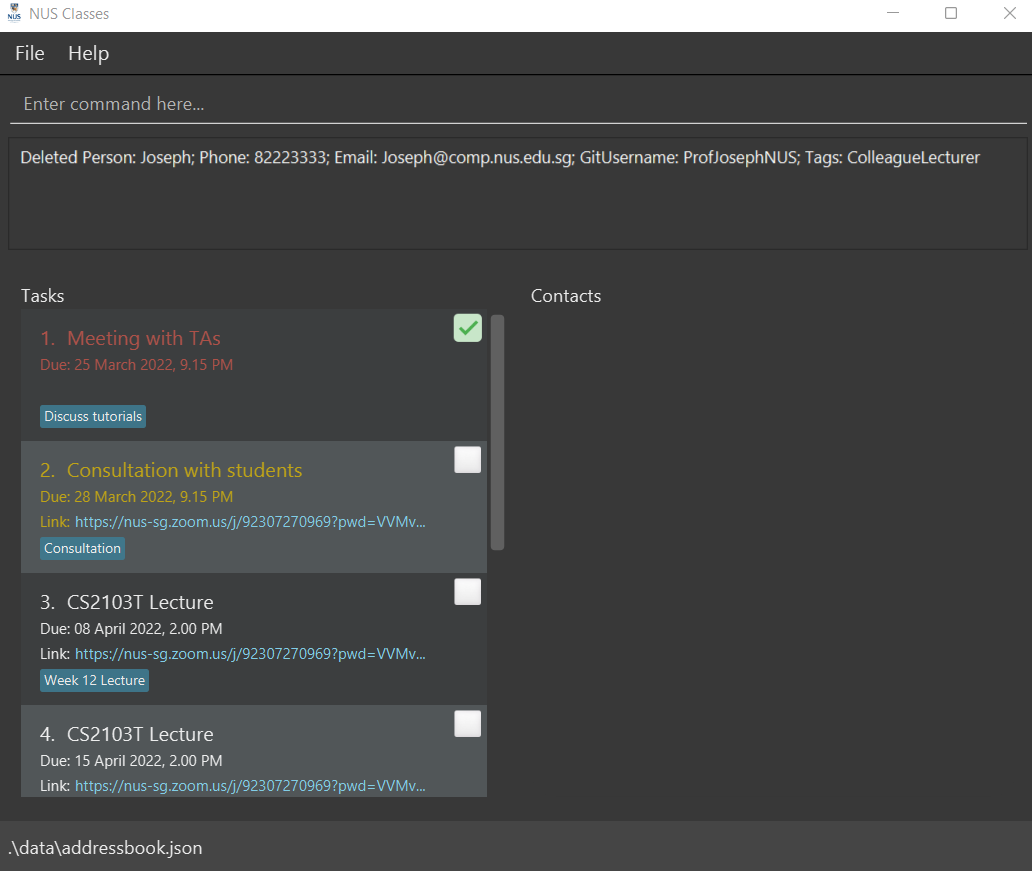 NUS Classes
File Help
Enter command here...
Deleted Person: Joseph; Phone: 82223333; Email: Joseph@comp.nus.edu.sg; GitUsername: ProfJosephNUS; Tags: ColleagueLecturer
Tasks
1. Meeting with TAs
Due: 25 March 2022, 9.15 PM
Discuss tutorials
2. Consultation with students
Due: 28 March 2022, 9.15 PM
Link: https://nus-sg.zoom.us/j/92307270969?pwd=VVMv...
Consultation
3. CS2103T Lecture
Due: 08 April 2022, 2.00 PM
Link: https://nus-sg.zoom.us/j/92307270969?pwd=VVMv...
Week 12 Lecture
4. CS2103T Lecture
Due: 15 April 2022, 2.00 PM
Link: https://nus-sg.zoom.us/j/92307270969?pwd=VVMv...
Contacts
.\data\addressbook.json